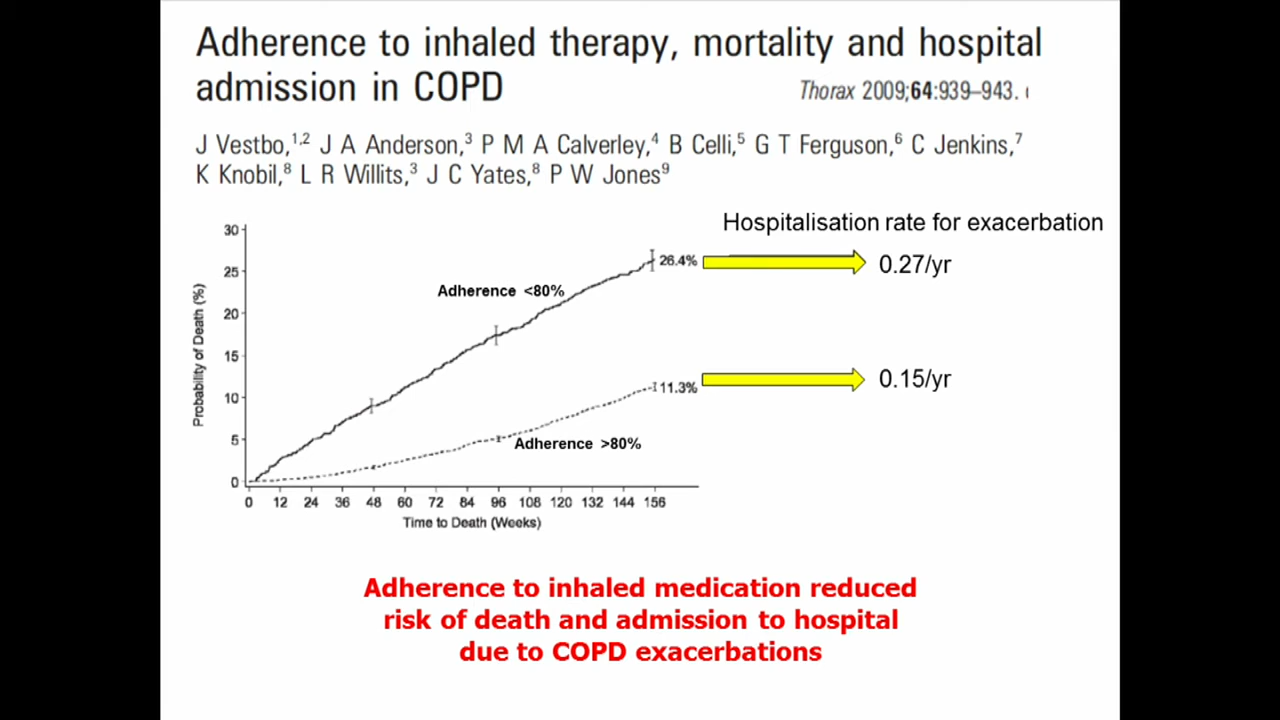 Adherence to inhaled therapy, mortality and hospital
admission in COPD
Thorax 2009;64:939–943.
J Vestbo,1,2 J A Anderson,3 P M A Calverley,4 B Celli,5 G T Ferguson,6 C Jenkins,7
K Knobil,8 L R Willits,3 J C Yates,8 P W Jones9
Hospitalisation rate for exacerbation
Probability of Death (%)
30
25
20
15
10
5
0
Adherence <80%
26.4%
0.27/yr
11.3%
0.15/yr
Adherence >80%
0 12 24 36 48 60 72 84 96 108 120 132 144 156
Time to Death (Weeks)
Adherence to inhaled medication reduced
risk of death and admission to hospital
due to COPD exacerbations